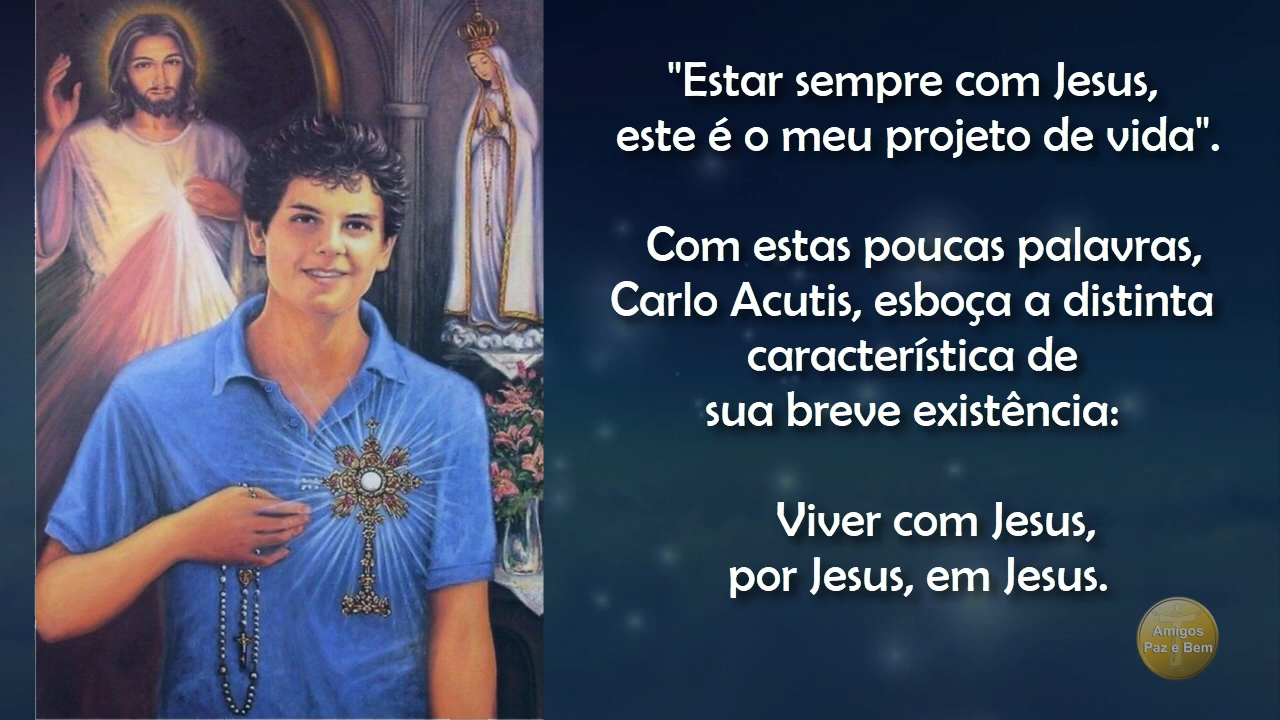 "Estar sempre com Jesus,
este é o meu projeto de vida".
Com estas poucas palavras,
Carlo Acutis, esboça a distinta
característica de
sua breve existência:
Viver com Jesus,
por Jesus, em Jesus.
Amigos
Paz e Bem